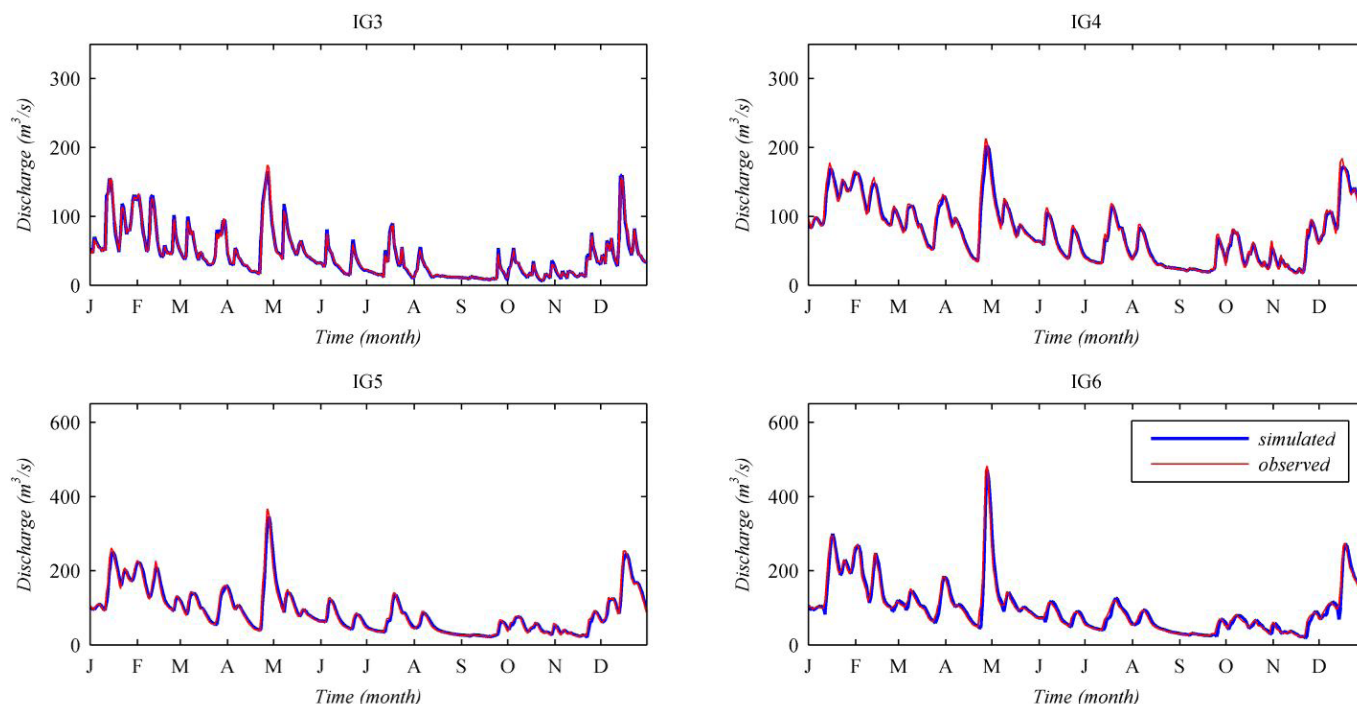 IG3
300
200
100
0
Discharge (m³/s)
J F M A M J J A S O N D
Time (month)
IG4
300
200
100
0
Discharge (m³/s)
J F M A M J J A S O N D
Time (month)
IG5
600
400
200
0
Discharge (m³/s)
J F M A M J J A S O N D
Time (month)
IG6
600
400
200
0
Discharge (m³/s)
simulated
observed
J F M A M J J A S O N D
Time (month)